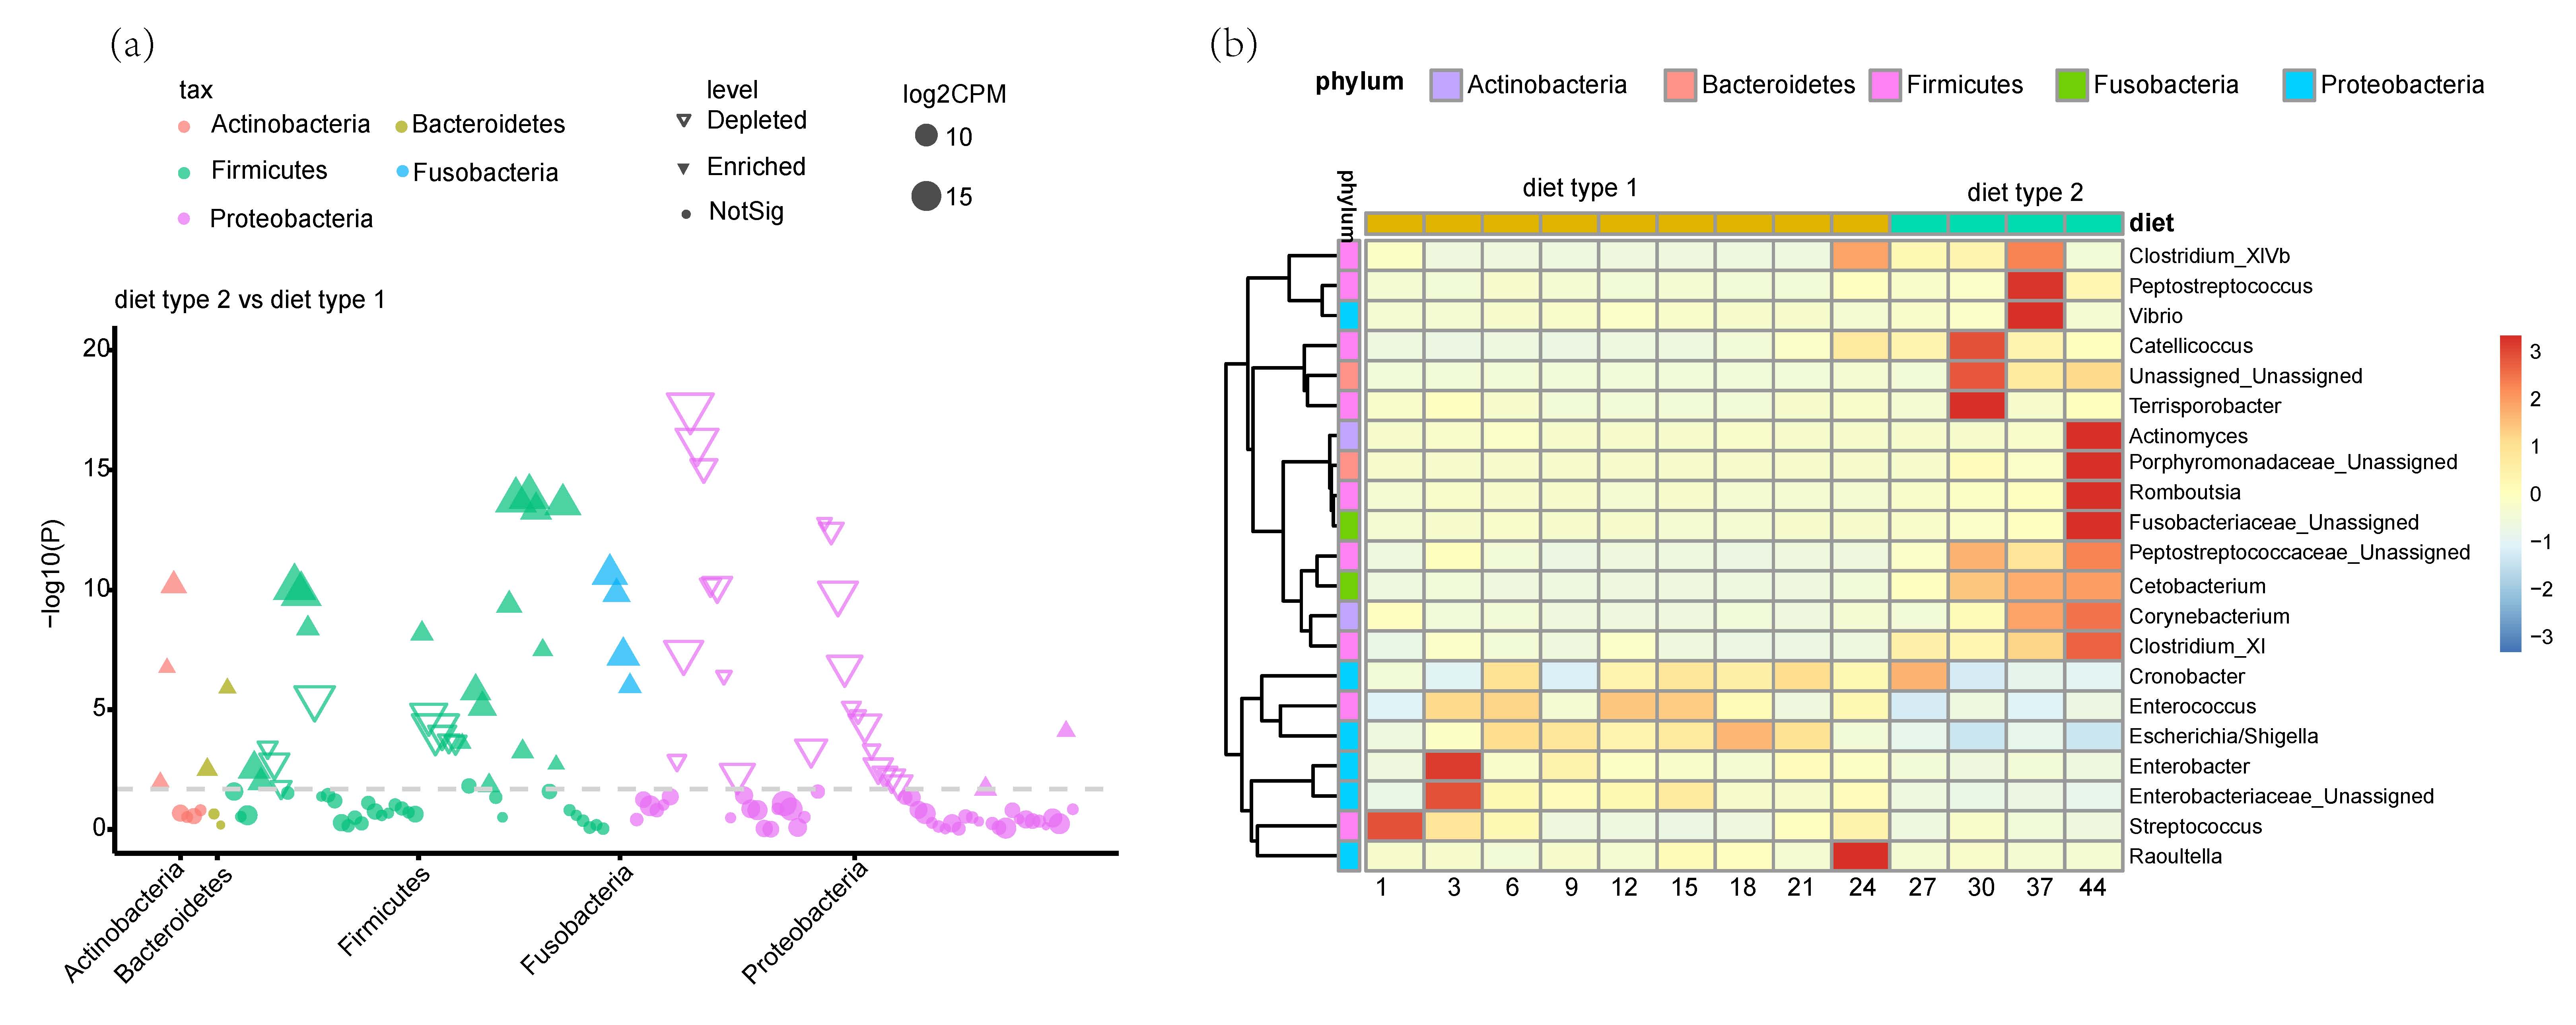 (a)
tax
Actinobacteria
Bacteroidetes
Firmicutes
Fusobacteria
Proteobacteria
level
Depleted
Enriched
NotSig
log2CPM
10
15
diet type 2 vs diet type 1
−log10(P)
20
15
10
5
0
Actinobacteria
Bacteroidetes
Firmicutes
Fusobacteria
Proteobacteria
(b)
phylum
Actinobacteria
Bacteroidetes
Firmicutes
Fusobacteria
Proteobacteria
phylum
diet type 1
diet type 2
diet
Clostridium_XIVb
Peptostreptococcus
Vibrio
Catellicoccus
Unassigned_Unassigned
Terrisporobacter
Actinomyces
Porphyromonadaceae_Unassigned
Romboutsia
Fusobacteriaceae_Unassigned
Peptostreptococcaceae_Unassigned
Cetobacterium
Corynebacterium
Clostridium_XI
Cronobacter
Enterococcus
Escherichia/Shigella
Enterobacter
Enterobacteriaceae_Unassigned
Streptococcus
Raoultella
1 3 6 9 12 15 18 21 24 27 30 37 44
3
2
1
0
−1
−2
−3